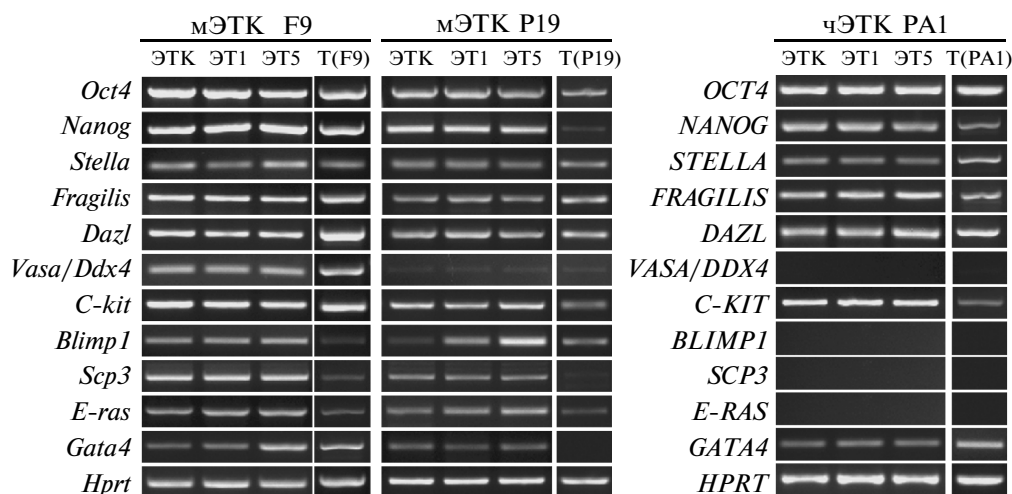 мЭТК F9 мЭТК P19 чЭТК PA1
ЭТК ЭТ1 ЭТ5 Т(F9) ЭТК ЭТ1 ЭТ5 Т(P19) ЭТК ЭТ1 ЭТ5 Т(PA1)
Oct4 OCT4
Nanog NANOG
Stella STELLA
Fragilis FRAGILIS
Dazl DAZL
Vasa/Ddx4 VASA/DDX4
C-kit C-KIT
Blimp1 BLIMP1
Scp3 SCP3
E-ras E-RAS
Gata4 GATA4
Hprt HPRT